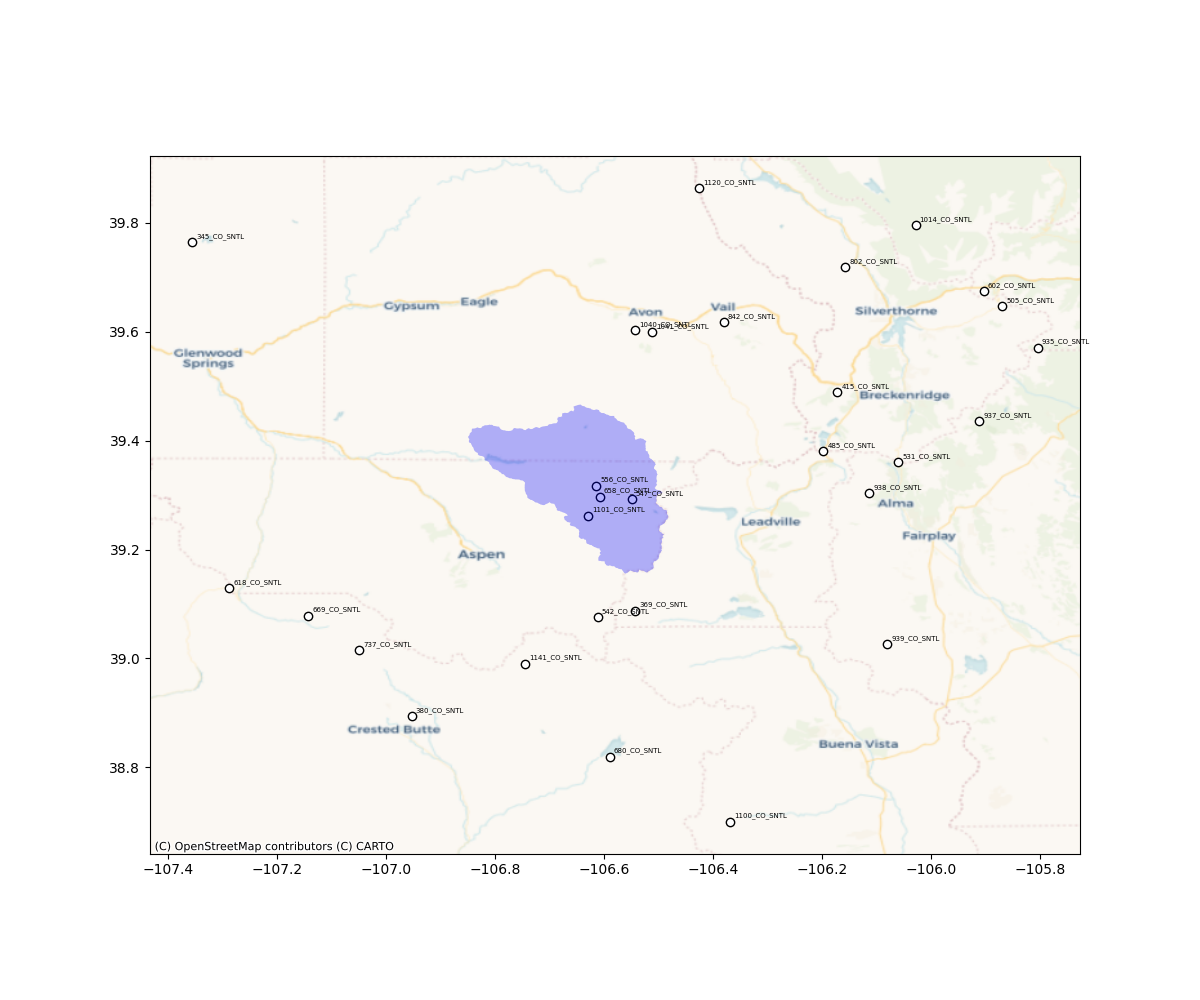 1120_CO_SNTL
39.8
1014_CO_SNTL
345_CO_SNTL
802_CO_SNTL
602_CO_SNTL
505_CO_SNTL
Gypsum
Eagle
Avon
Vail
Silverthorne
842_CO_SNTL
1040_CO_SNTL
1041_CO_SNTL
39.6
935_CO_SNTL
Glenwood
Springs
415_CO_SNTL
Breckenridge
937_CO_SNTL
39.4
485_CO_SNTL
531_CO_SNTL
556_CO_SNTL
658_CO_SNTL
547_CO_SNTL
938_CO_SNTL
Alma
1101_CO_SNTL
Leadville
Fairplay
39.2
Aspen
618_CO_SNTL
669_CO_SNTL
542_CO_SNTL
369_CO_SNTL
737_CO_SNTL
939_CO_SNTL
39.0
1141_CO_SNTL
380_CO_SNTL
Crested Butte
680_CO_SNTL
Buena Vista
38.8
1100_CO_SNTL
(C) OpenStreetMap contributors (C) CARTO
−107.4 −107.2 −107.0 −106.8 −106.6 −106.4 −106.2 −106.0 −105.8